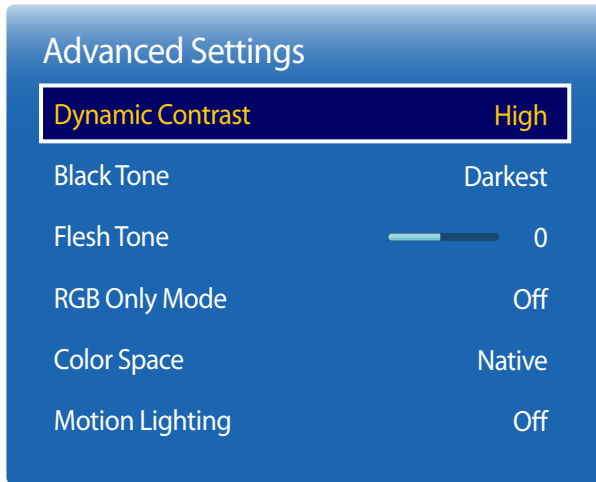 Advanced Settings
Dynamic Contrast High
Black Tone Darkest
Flesh Tone 0
RGB Only Mode Off
Color Space Native
Motion Lighting Off